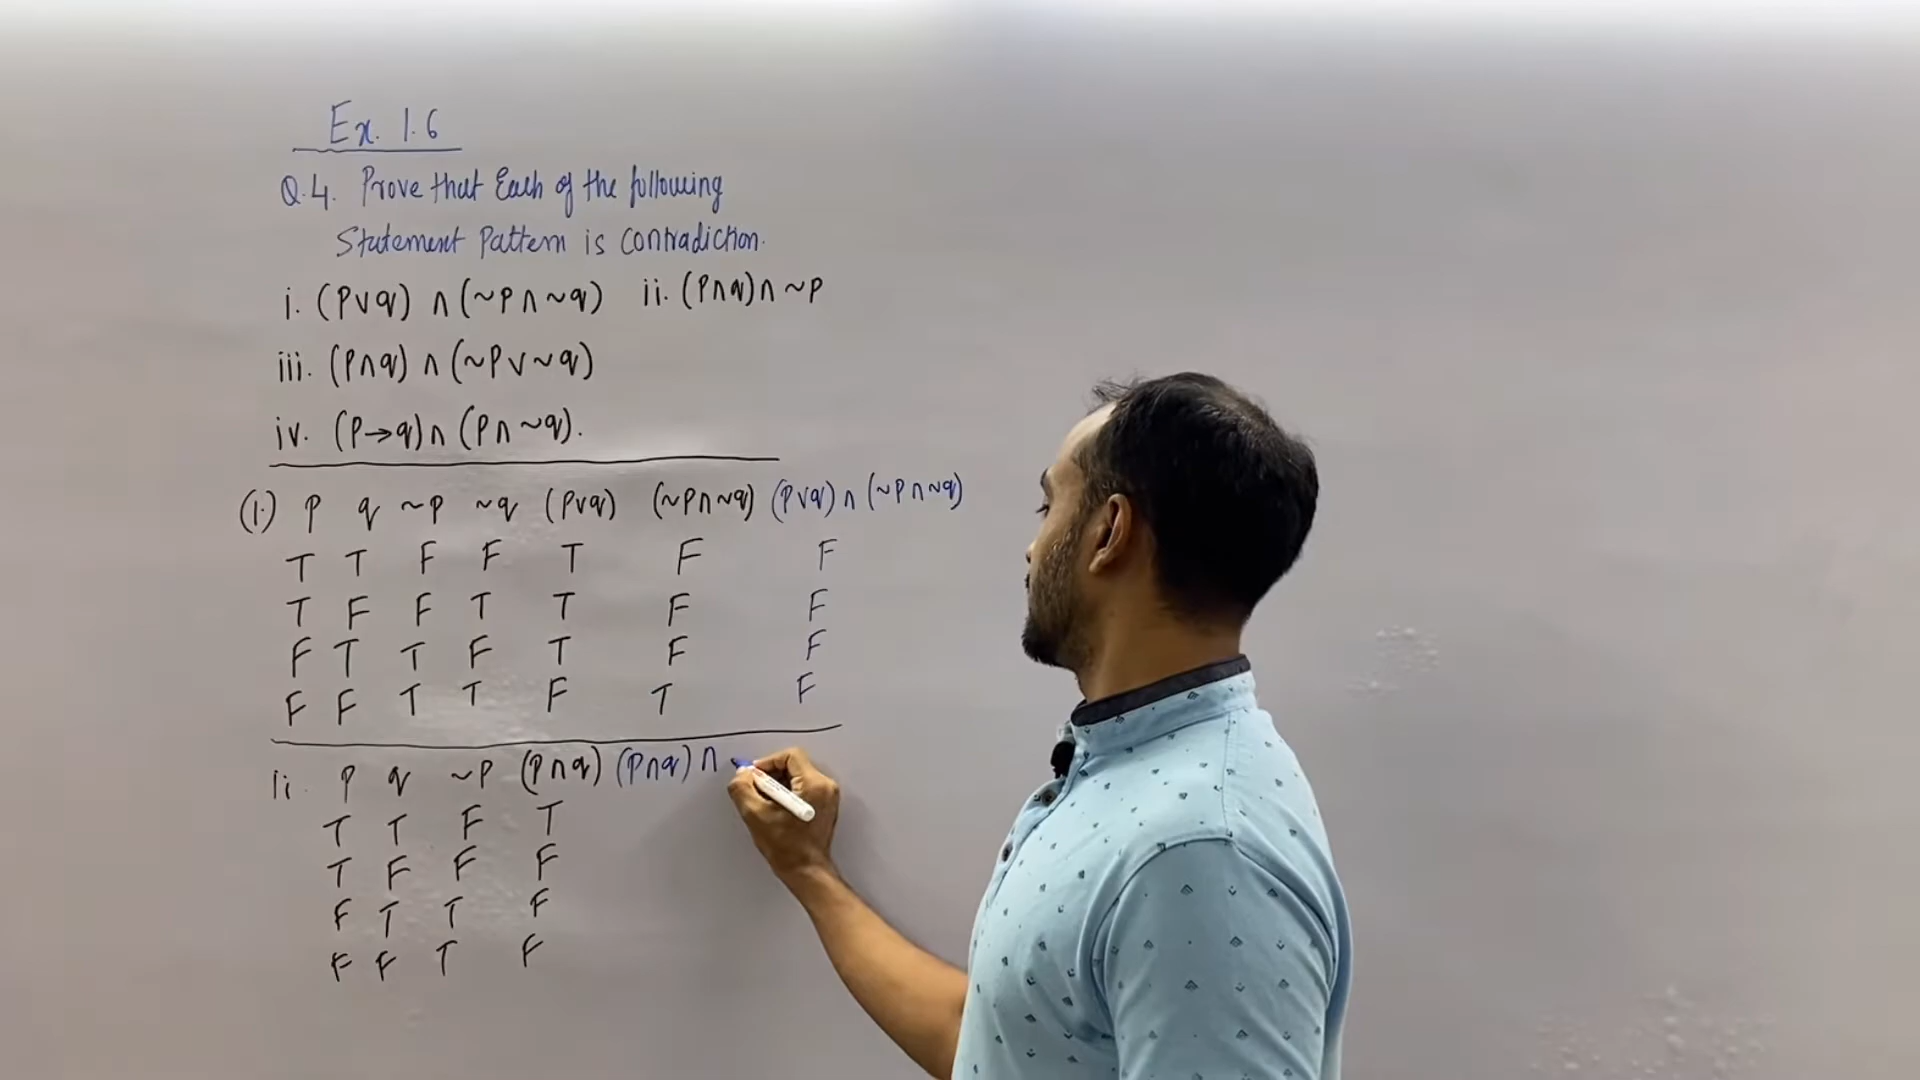 Ex. 1.6
Q.4. Prove that Each of the following
Statement Pattern is Contradiction.
i. (p∨q) ∧ (~p∧~q) ii. (p∧q)∧~p
iii. (p∧q) ∧ (~p∨~q)
iv. (p→q)∧(p∧~q).
(i) p q ~p ~q (p∨q) (~p∧~q) (p∨q)∧(~p∧~q)
T T F F T F F
T F F T T F F
F T T F T F F
F F T T F T F
ii. p q ~p (p∧q) (p∧q)∧ ~
T T F T
T F F F
F T T F
F F T F